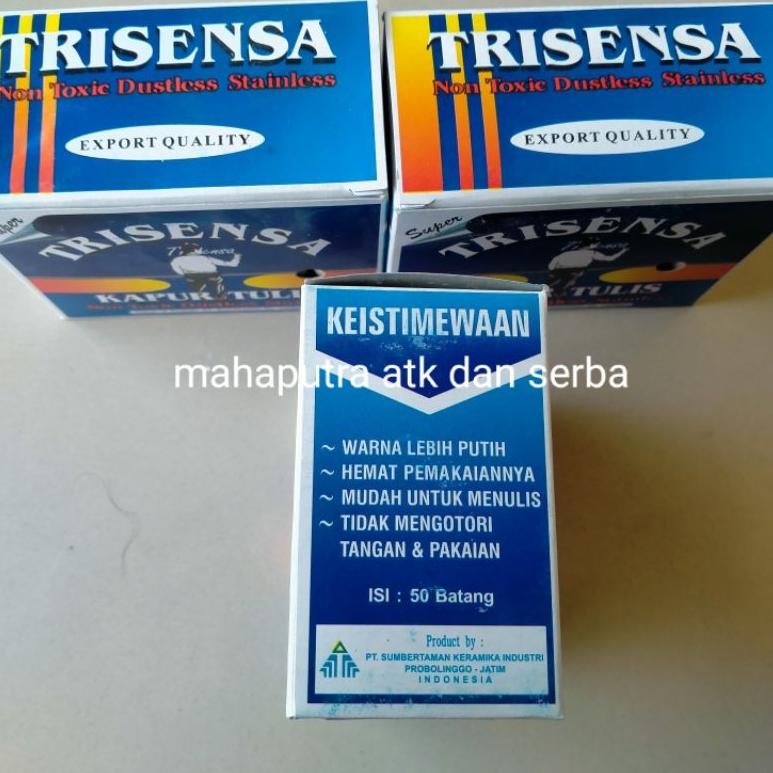 TRISENSA
Non Toxic Dustless Stainless
EXPORT QUALITY
TRISENSA
KAPUR TULIS
TRISENSA
Non Toxic Dustless Stainless
EXPORT QUALITY
Super
TRISENSA
TULIS
KEISTIMEWAAN
mahaputra atk dan serba
~ WARNA LEBIH PUTIH
~ HEMAT PEMAKAIANNYA
~ MUDAH UNTUK MENULIS
~ TIDAK MENGOTORI
TANGAN & PAKAIAN
ISI : 50 Batang
Product by :
PT. SUMBERTAMAN KERAMIKA INDUSTRI
PROBOLINGGO - JATIM
INDONESIA